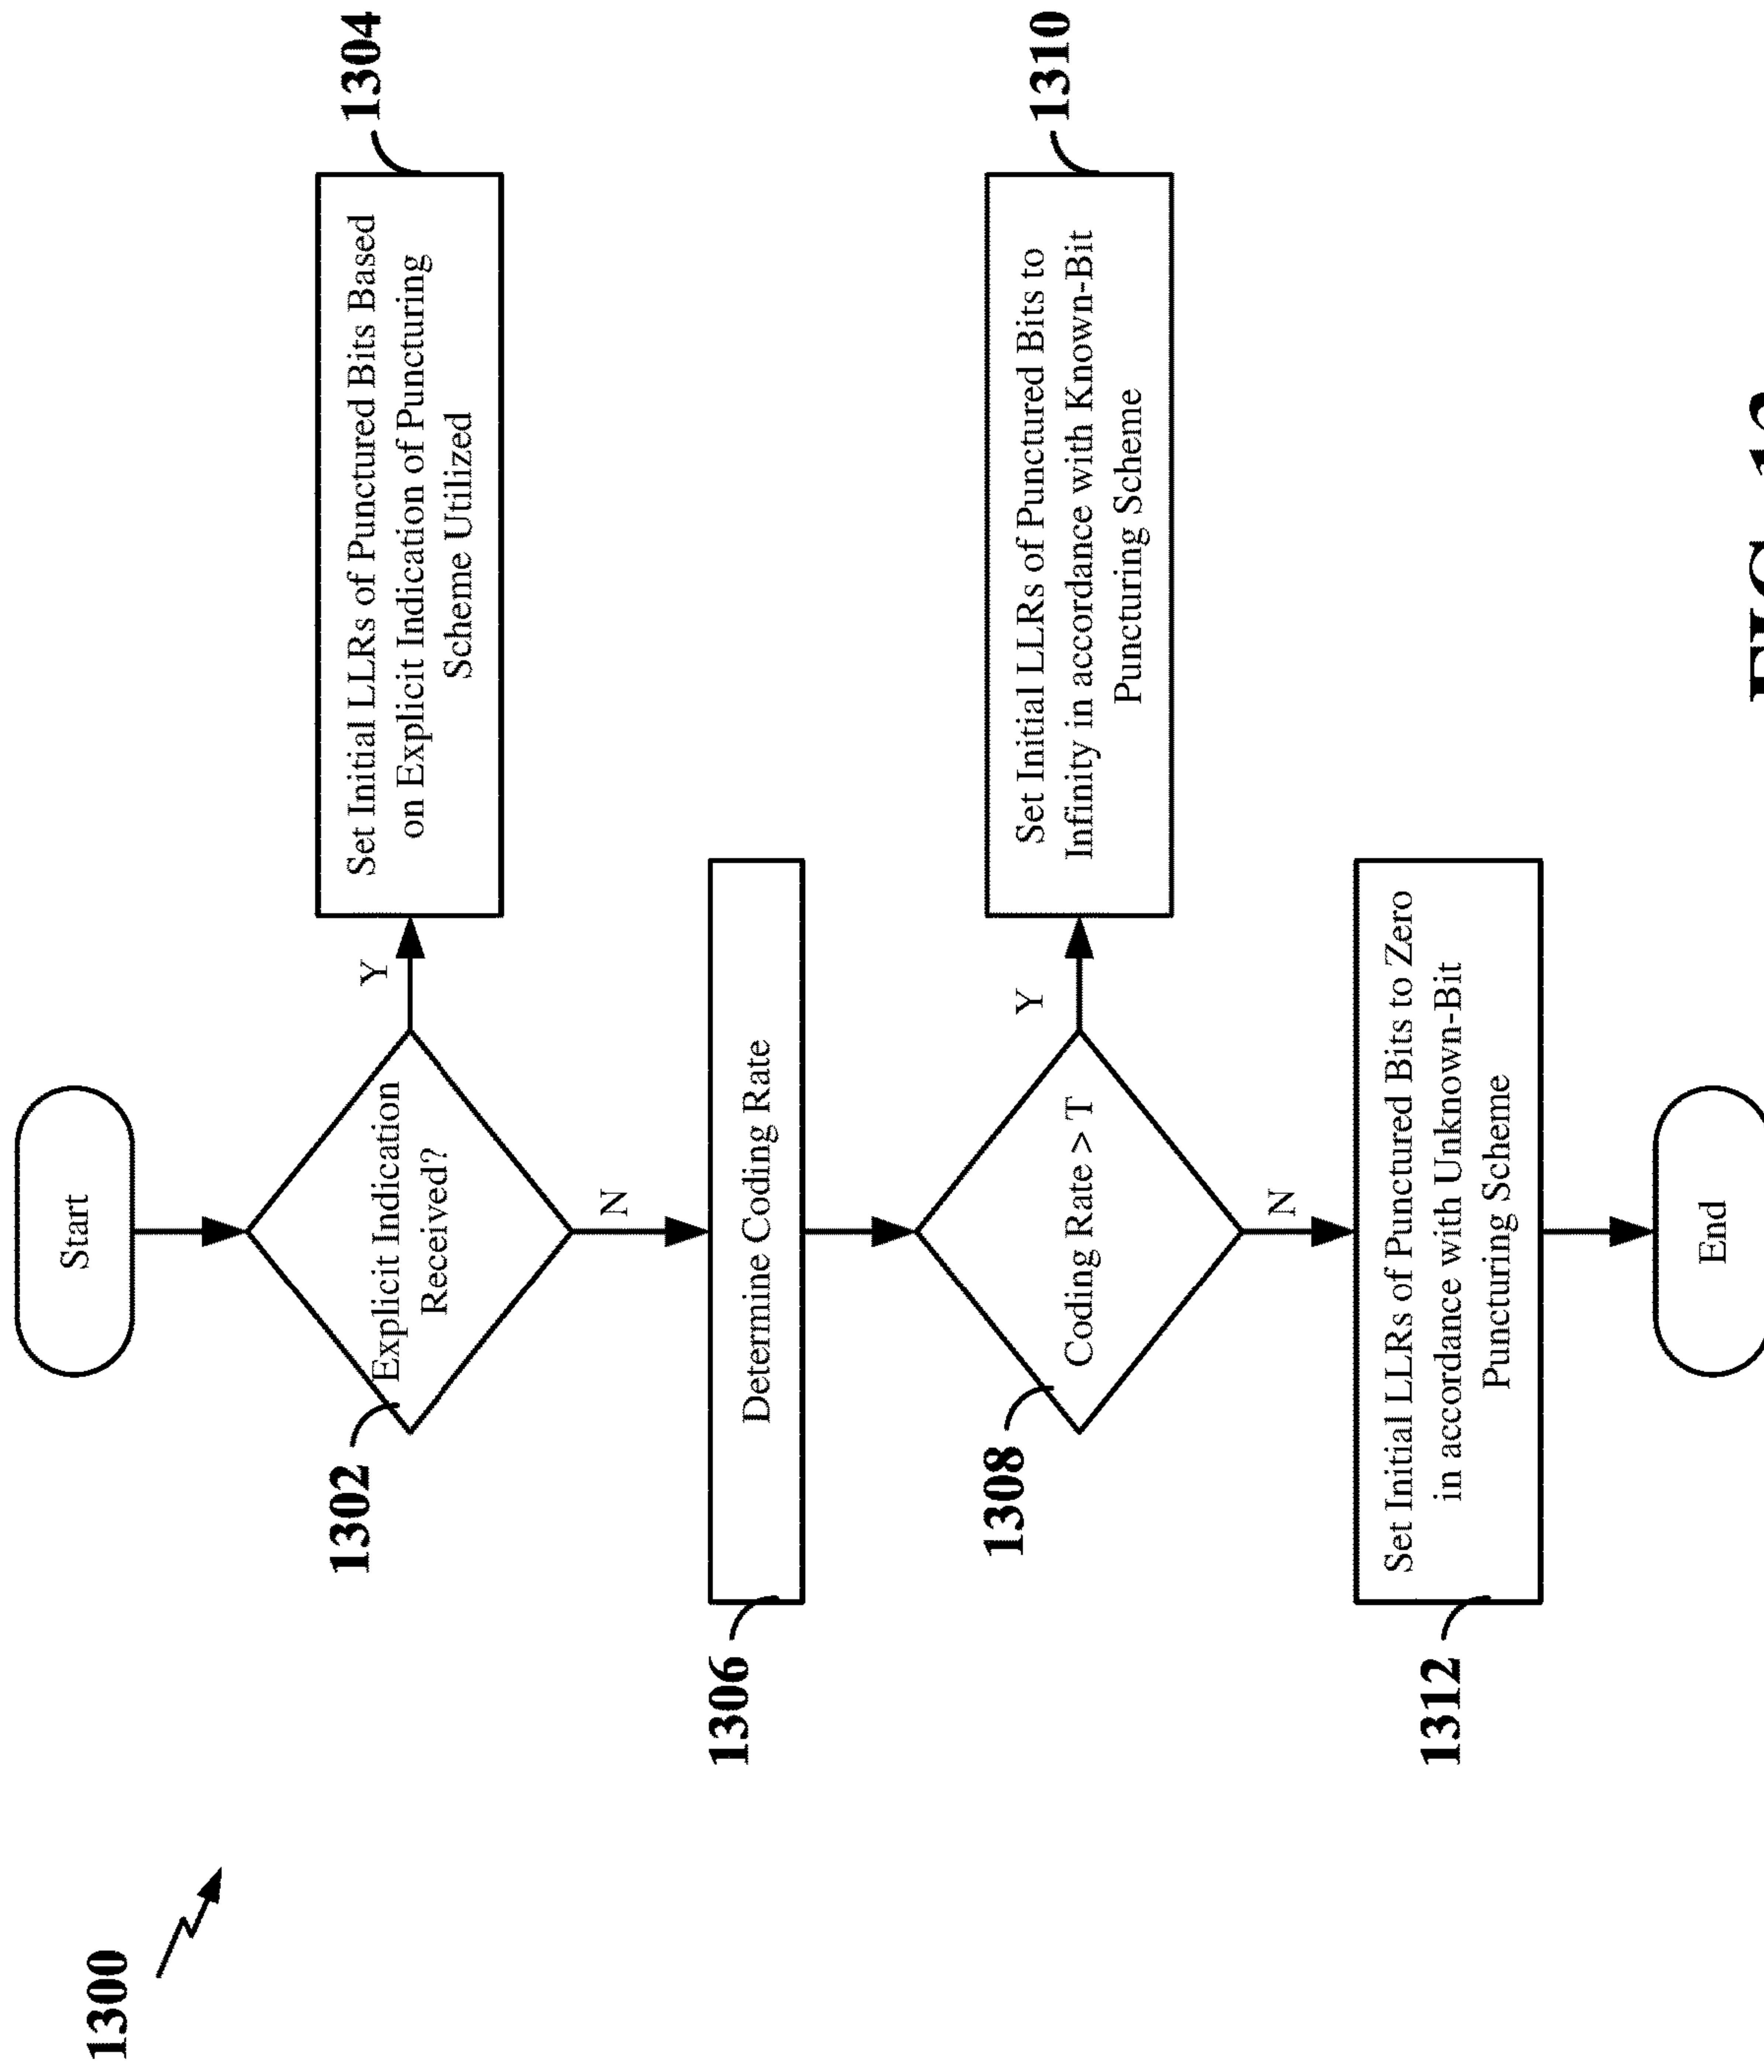 1300
Start
1302
Explicit Indication
Received?
Y
1304
Set Initial LLRs of Punctured Bits Based
on Explicit Indication of Puncturing
Scheme Utilized
N
1306
Determine Coding Rate
1308
Coding Rate > T
Y
1310
Set Initial LLRs of Punctured Bits to
Infinity in accordance with Known-Bit
Puncturing Scheme
N
1312
Set Initial LLRs of Punctured Bits to Zero
in accordance with Unknown-Bit
Puncturing Scheme
End